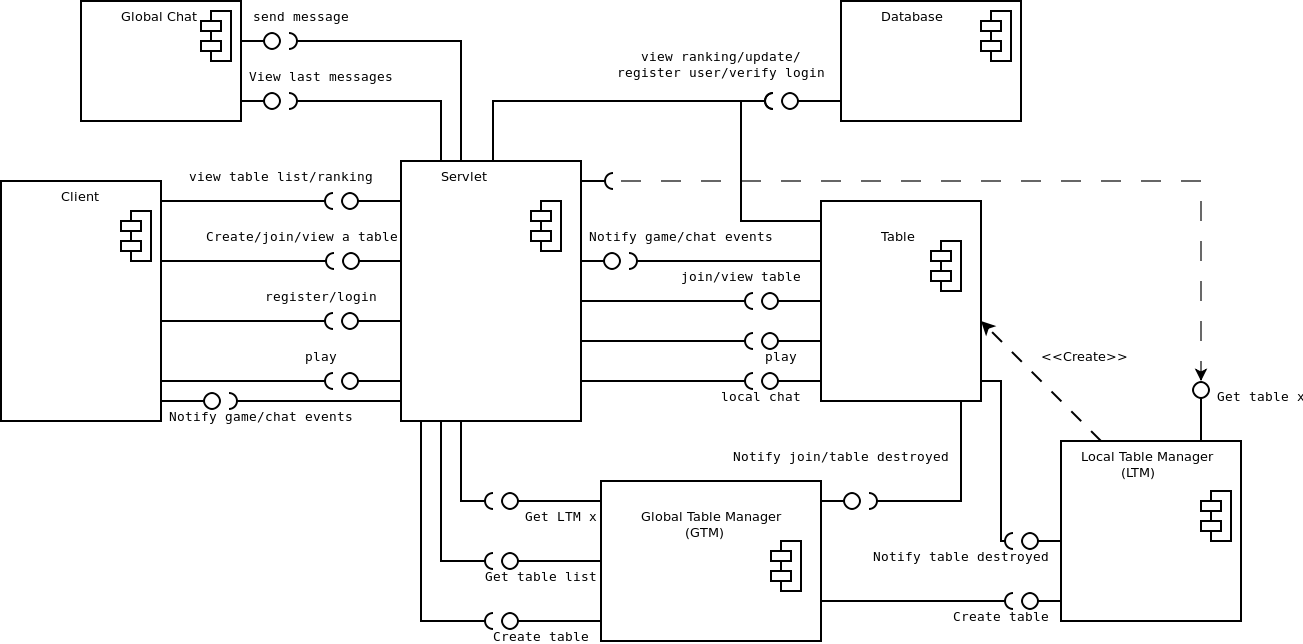 Global Chat
send message
Database
view ranking/update/
register user/verify login
View last messages
view table list/ranking
Servlet
Client
Create/join/view a table
Notify game/chat events
Table
join/view table
register/login
play
play
<<Create>>
local chat
Get table x
Notify game/chat events
Notify join/table destroyed
Local Table Manager
(LTM)
Get LTM x
Global Table Manager
(GTM)
Notify table destroyed
Get table list
Create table
Create table